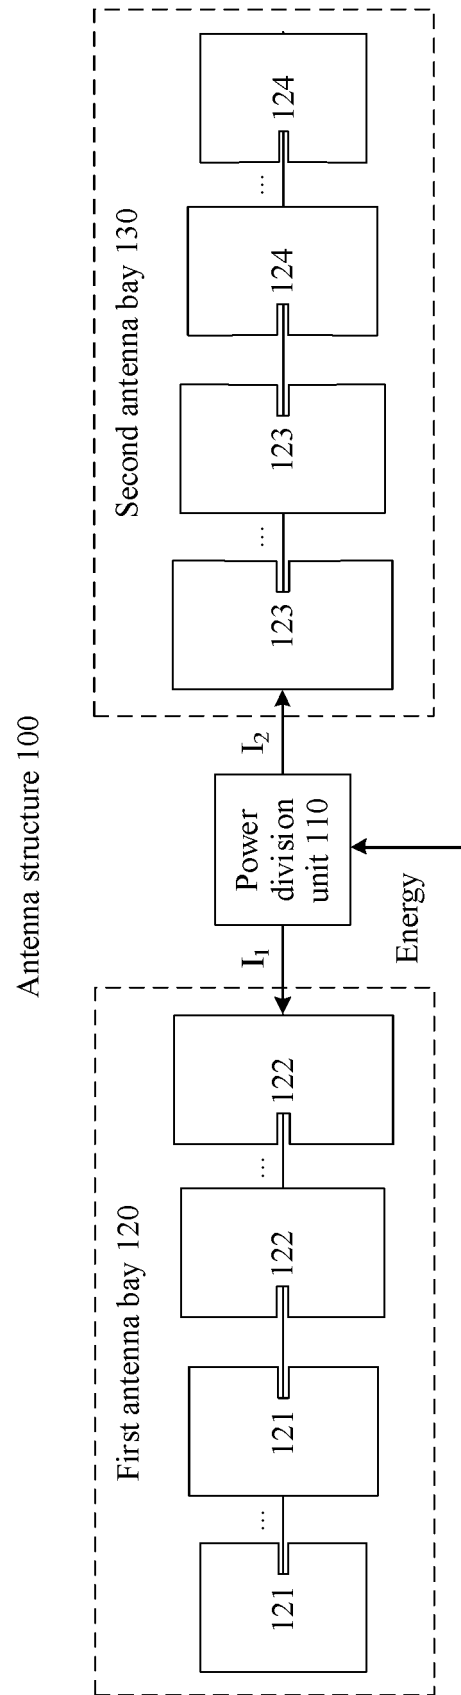 Antenna structure 100
First antenna bay 120
Second antenna bay 130
121
...
121
122
...
122
I₁
Power
division
unit 110
I₂
123
...
123
124
...
124
Energy